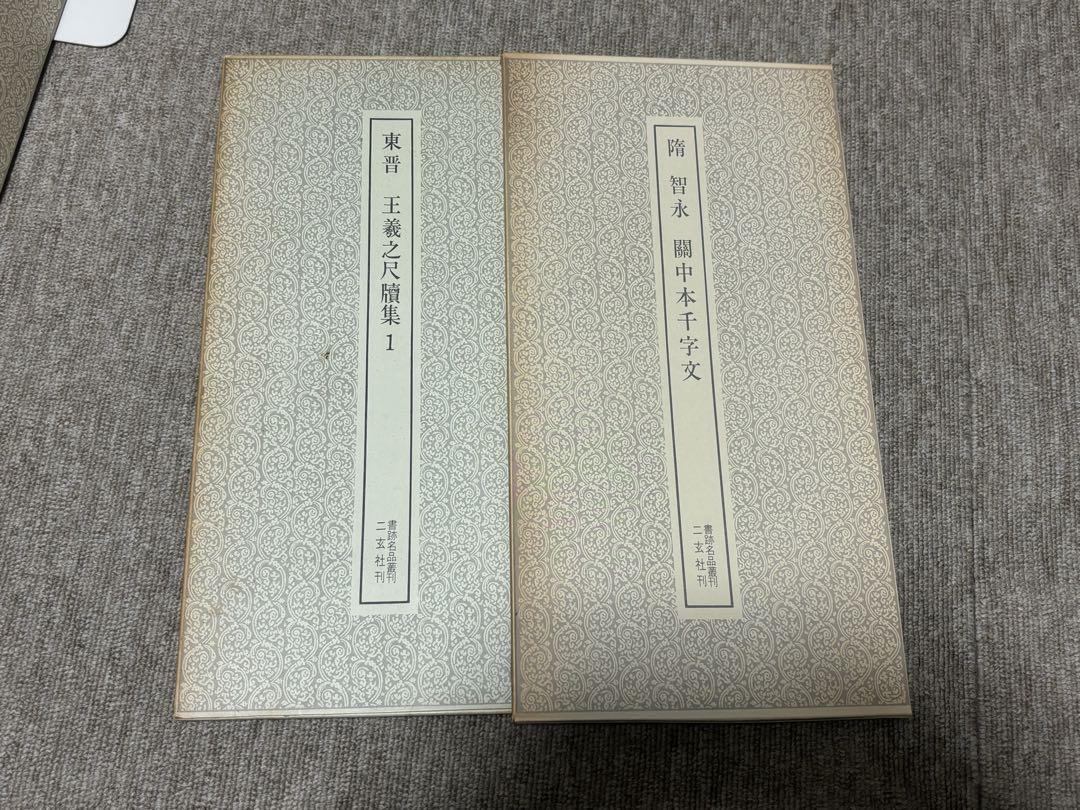 東晋 王羲之尺牘集 1
書跡名品叢刊
二玄社刊
隋 智永 關中本千字文
書跡名品叢刊
二玄社刊